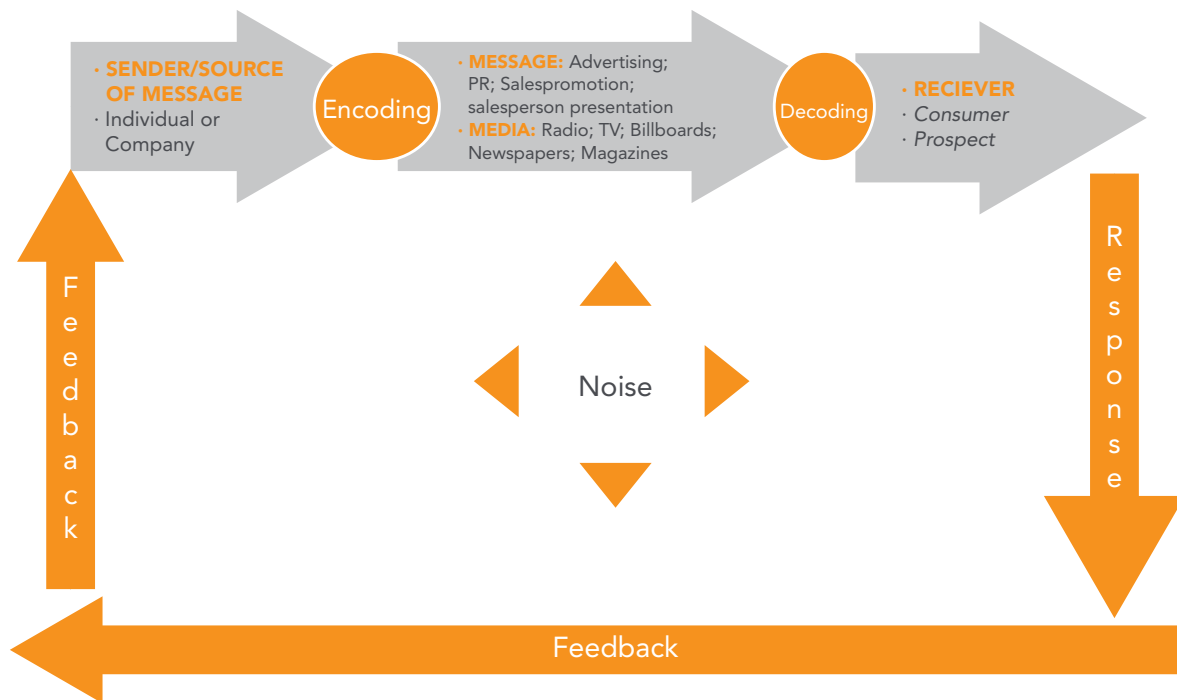 · SENDER/SOURCE
OF MESSAGE
· Individual or
Company
Encoding
· MESSAGE: Advertising;
PR; Salespromotion;
salesperson presentation
· MEDIA: Radio; TV; Billboards;
Newspapers; Magazines
Decoding
· RECIEVER
· Consumer
· Prospect
Response
Noise
Feedback
Feedback